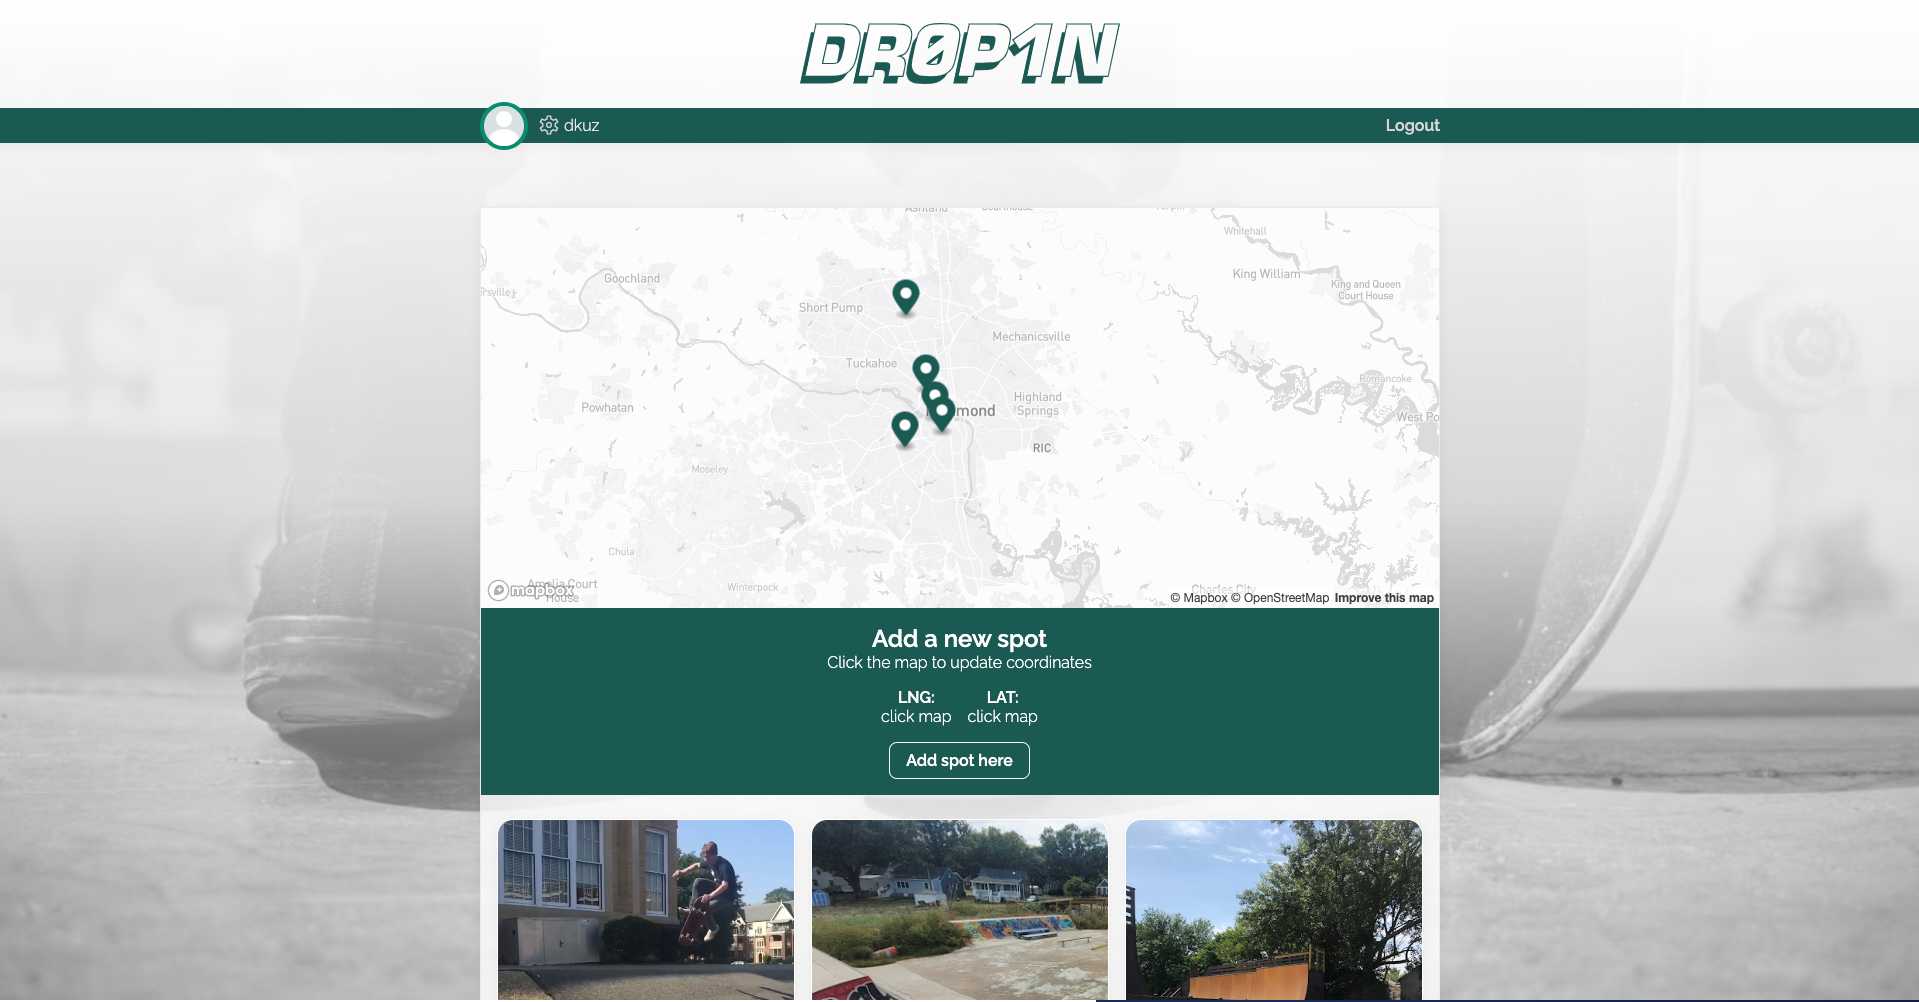 DR0P1N
dkuz
Logout
Ashland
Whitehall
Goochland
King William
King and Queen
Court House
Short Pump
Mechanicsville
Tuckahoe
Romancoke
Highland
Springs
Powhatan
mond
West Po
RIC
Moseley
Chula
Amelia Court
House
Winterpock
Charles City
mapbox
© Mapbox © OpenStreetMap Improve this map
Add a new spot
Click the map to update coordinates
LNG: LAT:
click map click map
Add spot here